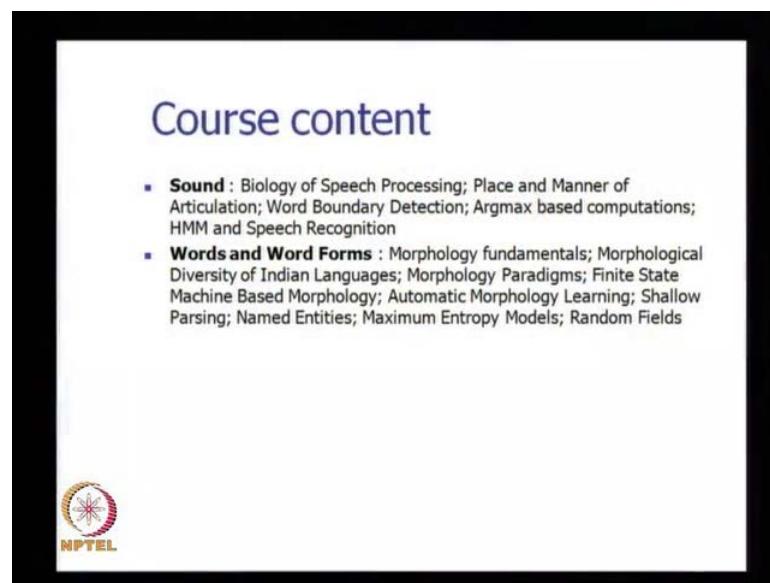 Course content
▪ Sound : Biology of Speech Processing; Place and Manner of
Articulation; Word Boundary Detection; Argmax based computations;
HMM and Speech Recognition
▪ Words and Word Forms : Morphology fundamentals; Morphological
Diversity of Indian Languages; Morphology Paradigms; Finite State
Machine Based Morphology; Automatic Morphology Learning; Shallow
Parsing; Named Entities; Maximum Entropy Models; Random Fields
NPTEL